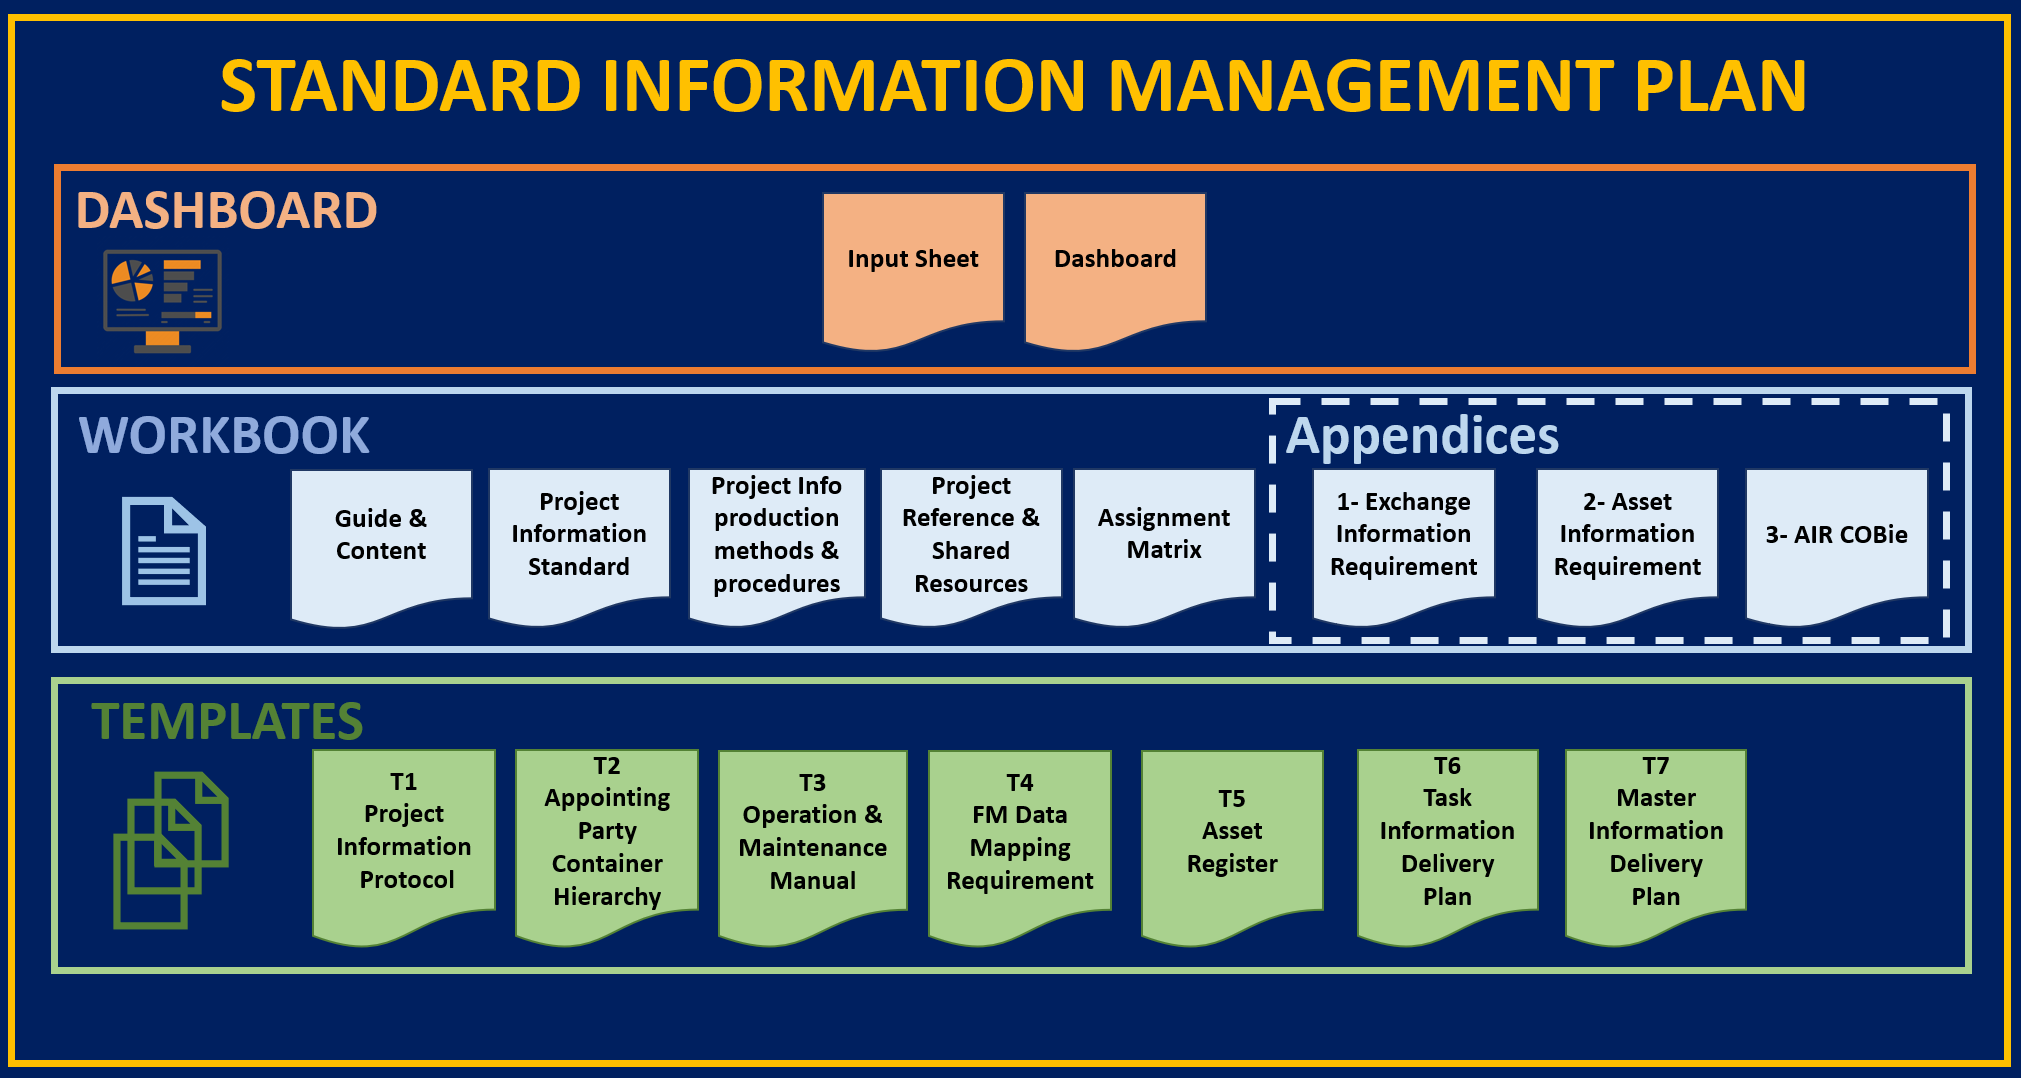 STANDARD INFORMATION MANAGEMENT PLAN
DASHBOARD
Input Sheet
Dashboard
WORKBOOK
Guide &
Content
Project
Information
Standard
Project Info
production
methods &
procedures
Project
Reference &
Shared
Resources
Assignment
Matrix
Appendices
1- Exchange
Information
Requirement
2- Asset
Information
Requirement
3- AIR COBie
TEMPLATES
T1
Project
Information
Protocol
T2
Appointing
Party
Container
Hierarchy
T3
Operation &
Maintenance
Manual
T4
FM Data
Mapping
Requirement
T5
Asset
Register
T6
Task
Information
Delivery
Plan
T7
Master
Information
Delivery
Plan